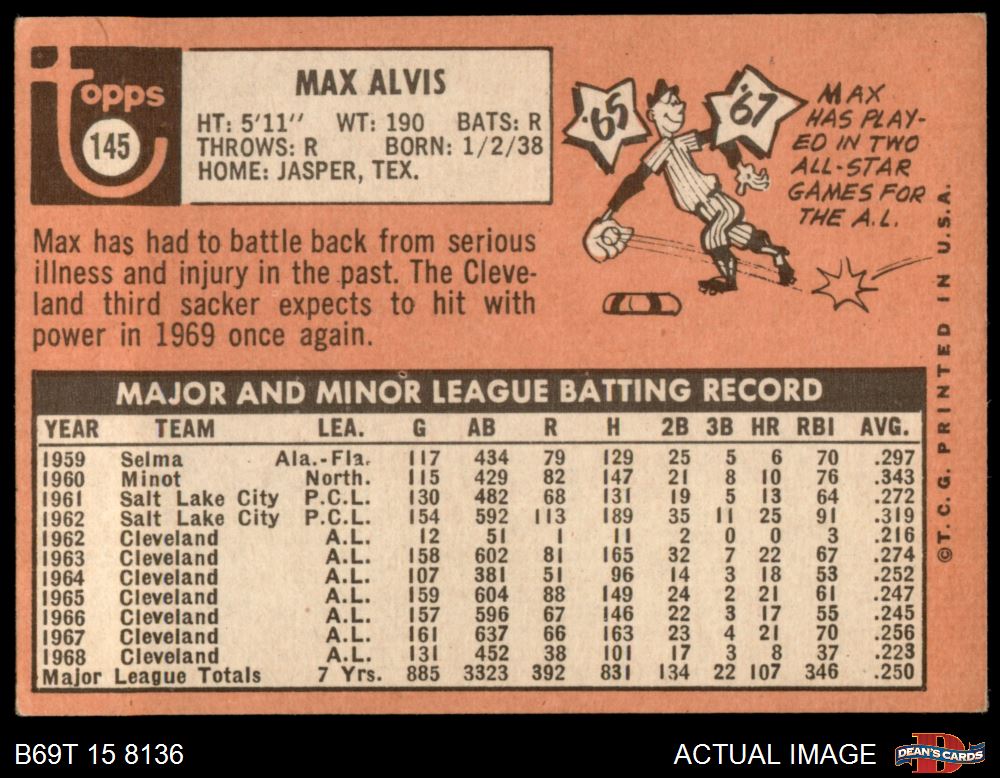 topps
145
MAX ALVIS
HT: 5'11" WT: 190 BATS: R
THROWS: R BORN: 1/2/38
HOME: JASPER, TEX.
'65
'67
MAX
HAS PLAY-
ED IN TWO
ALL-STAR
GAMES FOR
THE A.L.
Max has had to battle back from serious
illness and injury in the past. The Cleve-
land third sacker expects to hit with
power in 1969 once again.
MAJOR AND MINOR LEAGUE BATTING RECORD
YEAR TEAM LEA. G AB R H 2B 3B HR RBI AVG.
1959 Selma Ala.-Fla. 117 434 79 129 25 5 6 70 .297
1960 Minot North. 115 429 82 147 21 8 10 76 .343
1961 Salt Lake City P.C.L. 130 482 68 131 19 5 13 64 .272
1962 Salt Lake City P.C.L. 154 592 113 189 35 11 25 91 .319
1962 Cleveland A.L. 12 51 1 11 2 0 0 3 .216
1963 Cleveland A.L. 158 602 81 165 32 7 22 67 .274
1964 Cleveland A.L. 107 381 51 96 14 3 18 53 .252
1965 Cleveland A.L. 159 604 88 149 24 2 21 61 .247
1966 Cleveland A.L. 157 596 67 146 22 3 17 55 .245
1967 Cleveland A.L. 161 637 66 163 23 4 21 70 .256
1968 Cleveland A.L. 131 452 38 101 17 3 8 37 .223
Major League Totals 7 Yrs. 885 3323 392 831 134 22 107 346 .250
©T. C. G. PRINTED IN U.S.A.
B69T 15 8136
ACTUAL IMAGE
D
DEAN'S CARDS